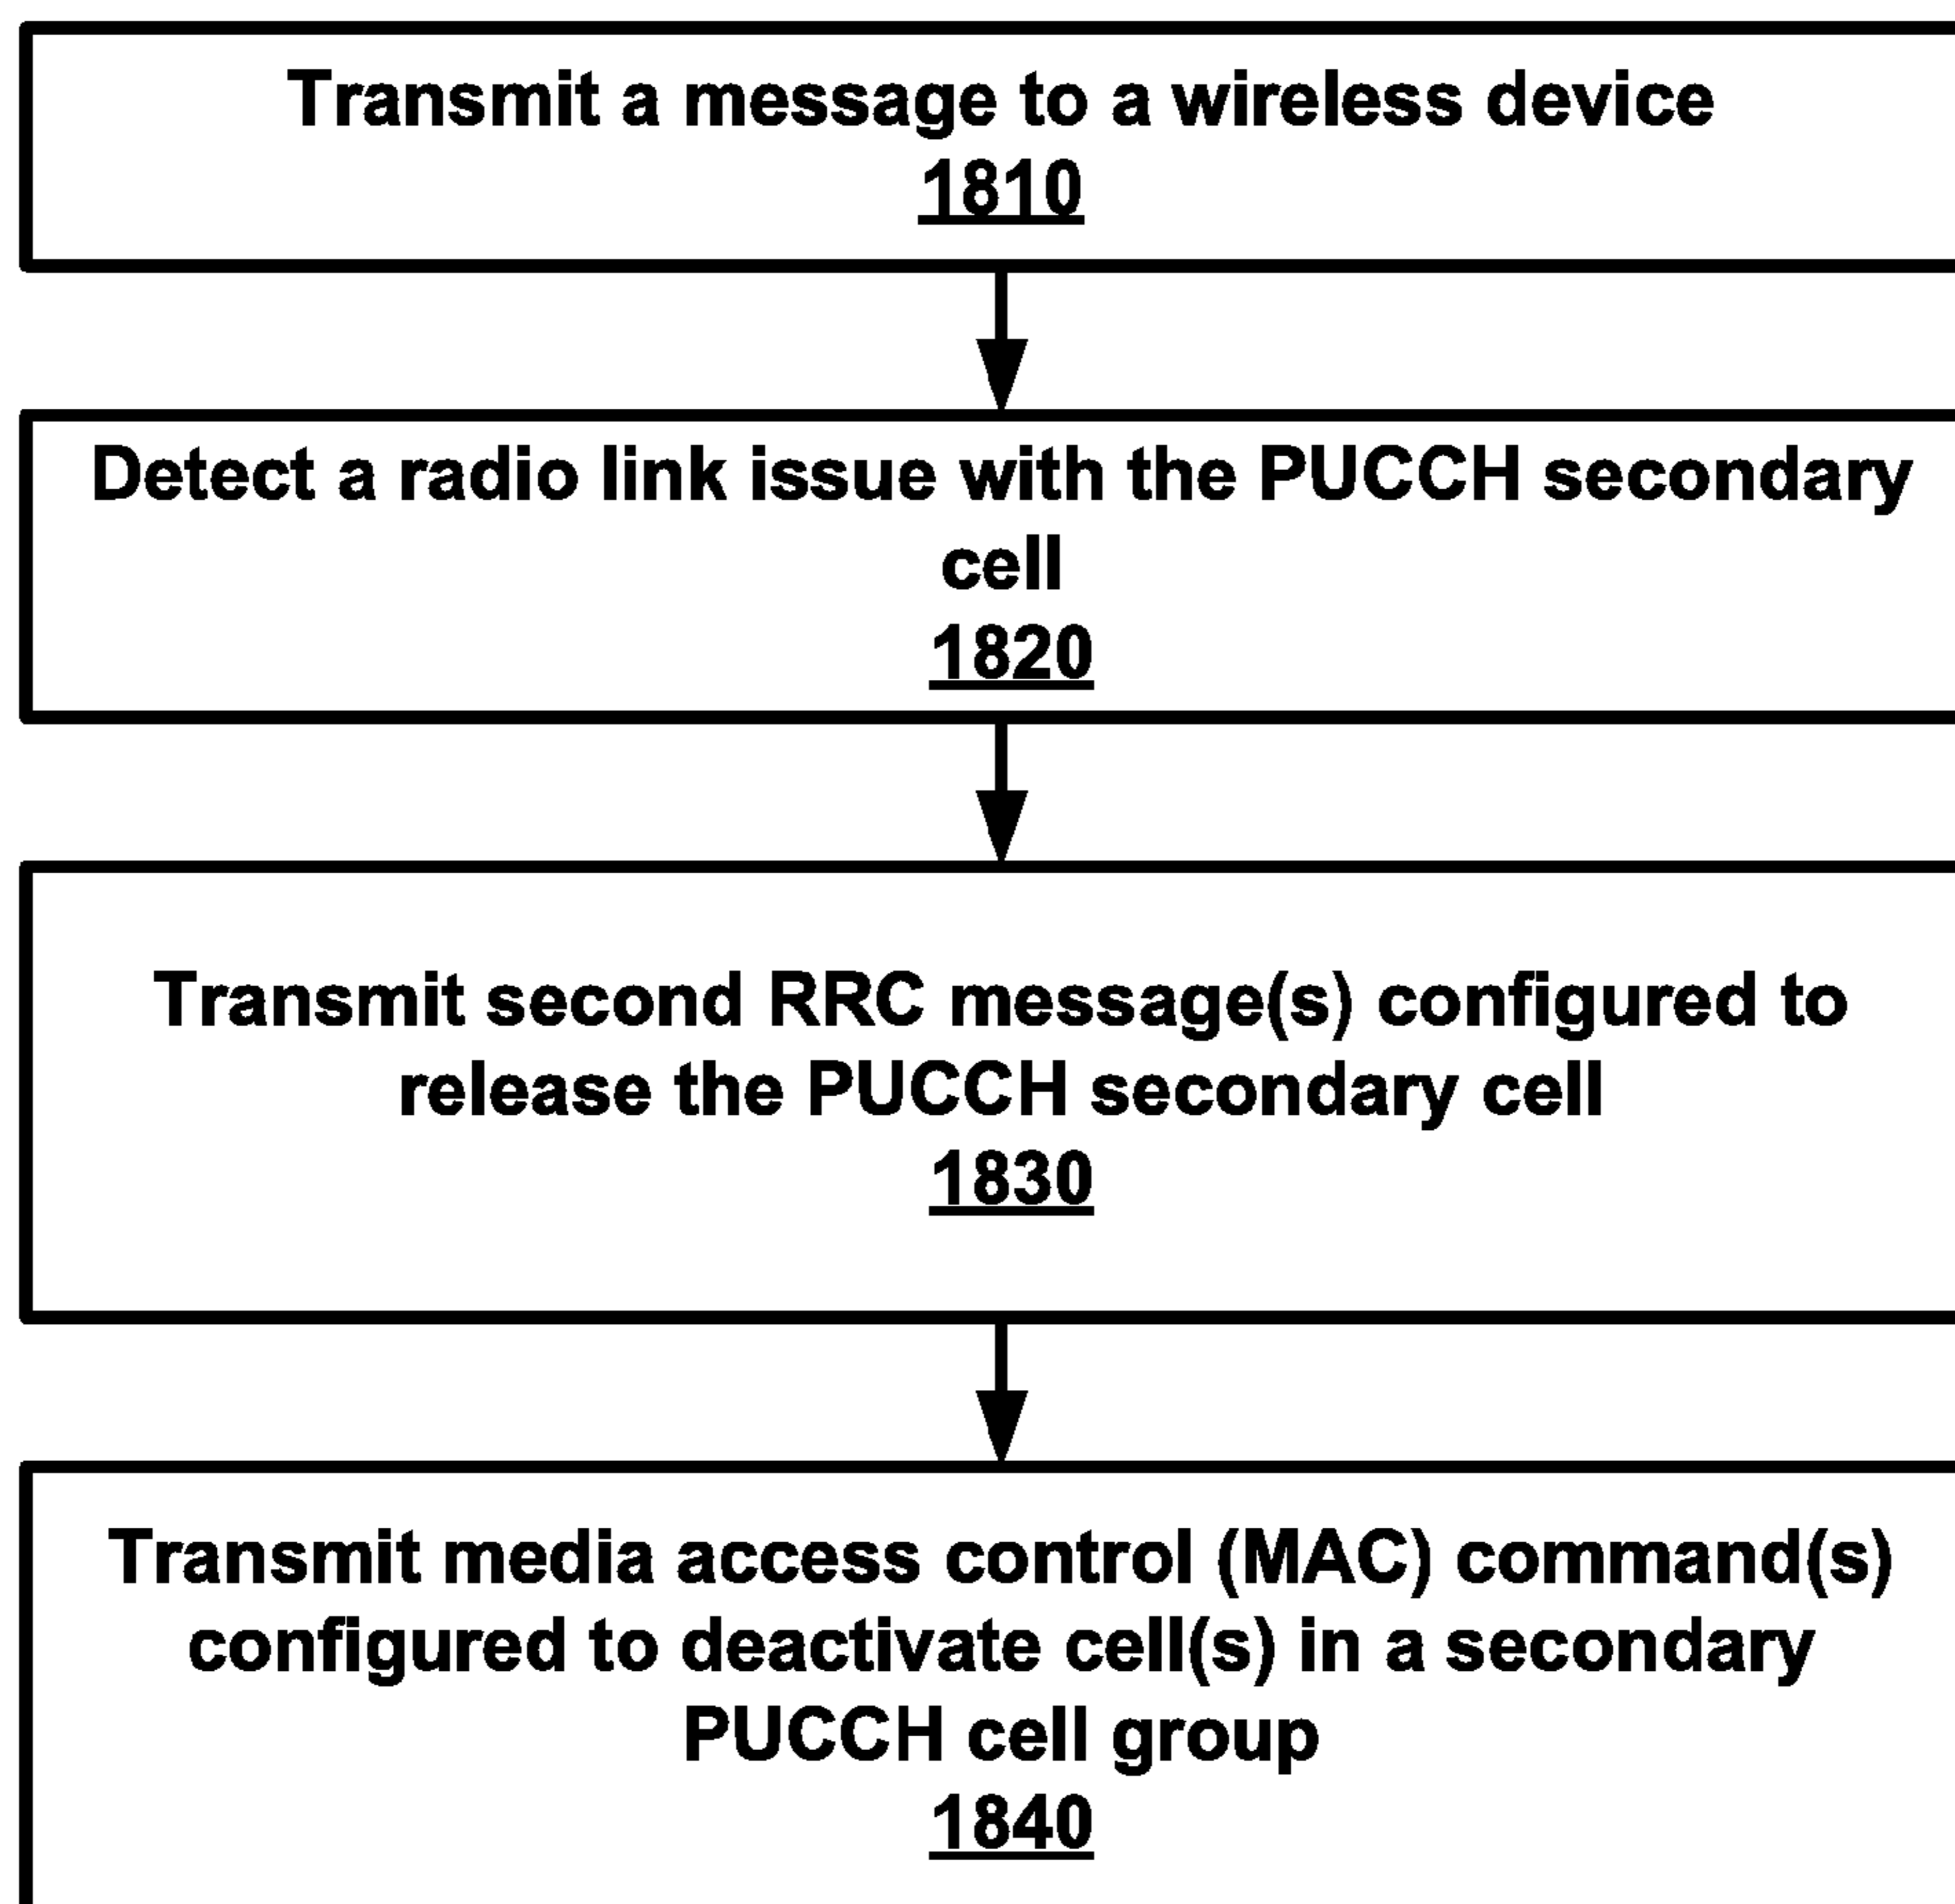 Transmit a message to a wireless device
1810
Detect a radio link issue with the PUCCH secondary
cell
1820
Transmit second RRC message(s) configured to
release the PUCCH secondary cell
1830
Transmit media access control (MAC) command(s)
configured to deactivate cell(s) in a secondary
PUCCH cell group
1840